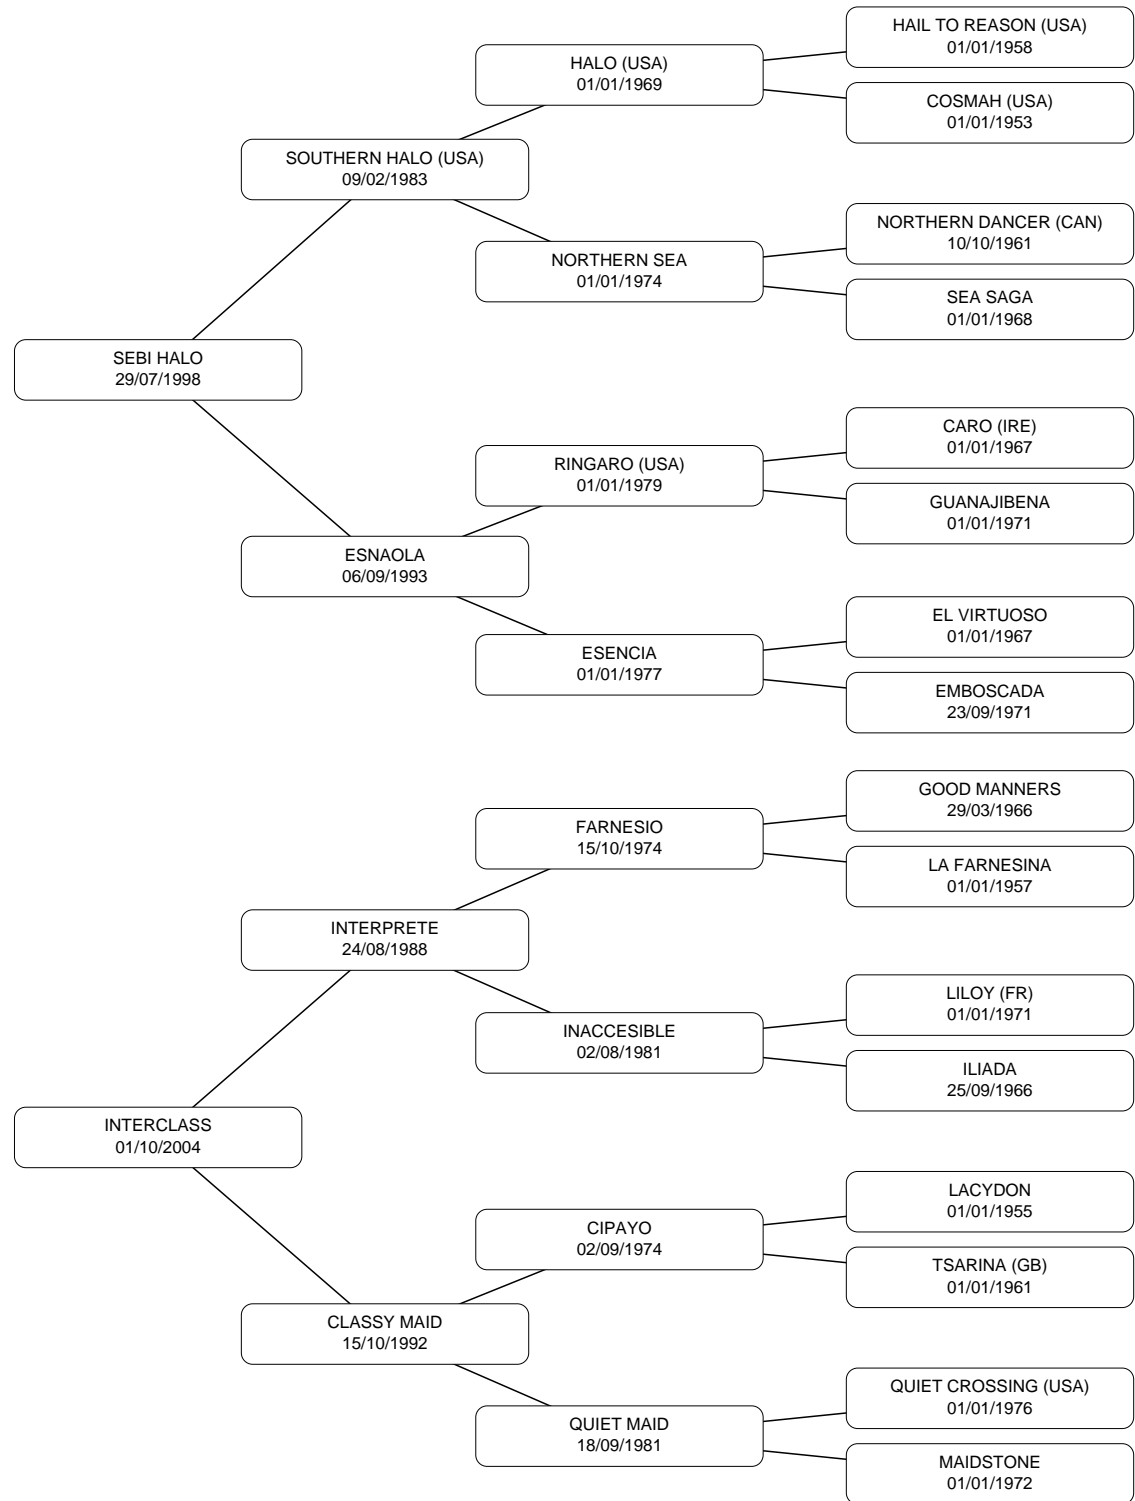 HAIL TO REASON (USA)
01/01/1958
HALO (USA)
01/01/1969
COSMAH (USA)
01/01/1953
SOUTHERN HALO (USA)
09/02/1983
NORTHERN DANCER (CAN)
10/10/1961
NORTHERN SEA
01/01/1974
SEA SAGA
01/01/1968
SEBI HALO
29/07/1998
CARO (IRE)
01/01/1967
RINGARO (USA)
01/01/1979
GUANAJIBENA
01/01/1971
ESNAOLA
06/09/1993
EL VIRTUOSO
01/01/1967
ESENCIA
01/01/1977
EMBOSCADA
23/09/1971
GOOD MANNERS
29/03/1966
FARNESIO
15/10/1974
LA FARNESINA
01/01/1957
INTERPRETE
24/08/1988
LILOY (FR)
01/01/1971
INACCESIBLE
02/08/1981
ILIADA
25/09/1966
INTERCLASS
01/10/2004
LACYDON
01/01/1955
CIPAYO
02/09/1974
TSARINA (GB)
01/01/1961
CLASSY MAID
15/10/1992
QUIET CROSSING (USA)
01/01/1976
QUIET MAID
18/09/1981
MAIDSTONE
01/01/1972